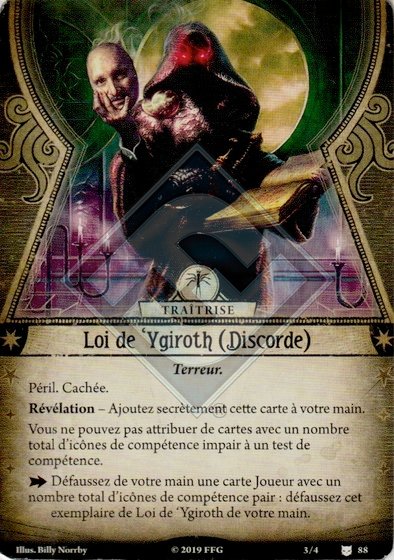 TRAÎTRISE
Loi de ‘Ygiroth (Discorde)
Terreur.
Péril. Cachée.
Révélation – Ajoutez secrètement cette carte à votre main.
Vous ne pouvez pas attribuer de cartes avec un nombre
total d’icônes de compétence impair à un test de
compétence.
Défaussez de votre main une carte Joueur avec un
nombre total d’icônes de compétence pair : défaussez cet
exemplaire de Loi de ‘Ygiroth de votre main.
Illus. Billy Norrby © 2019 FFG 3/4 88